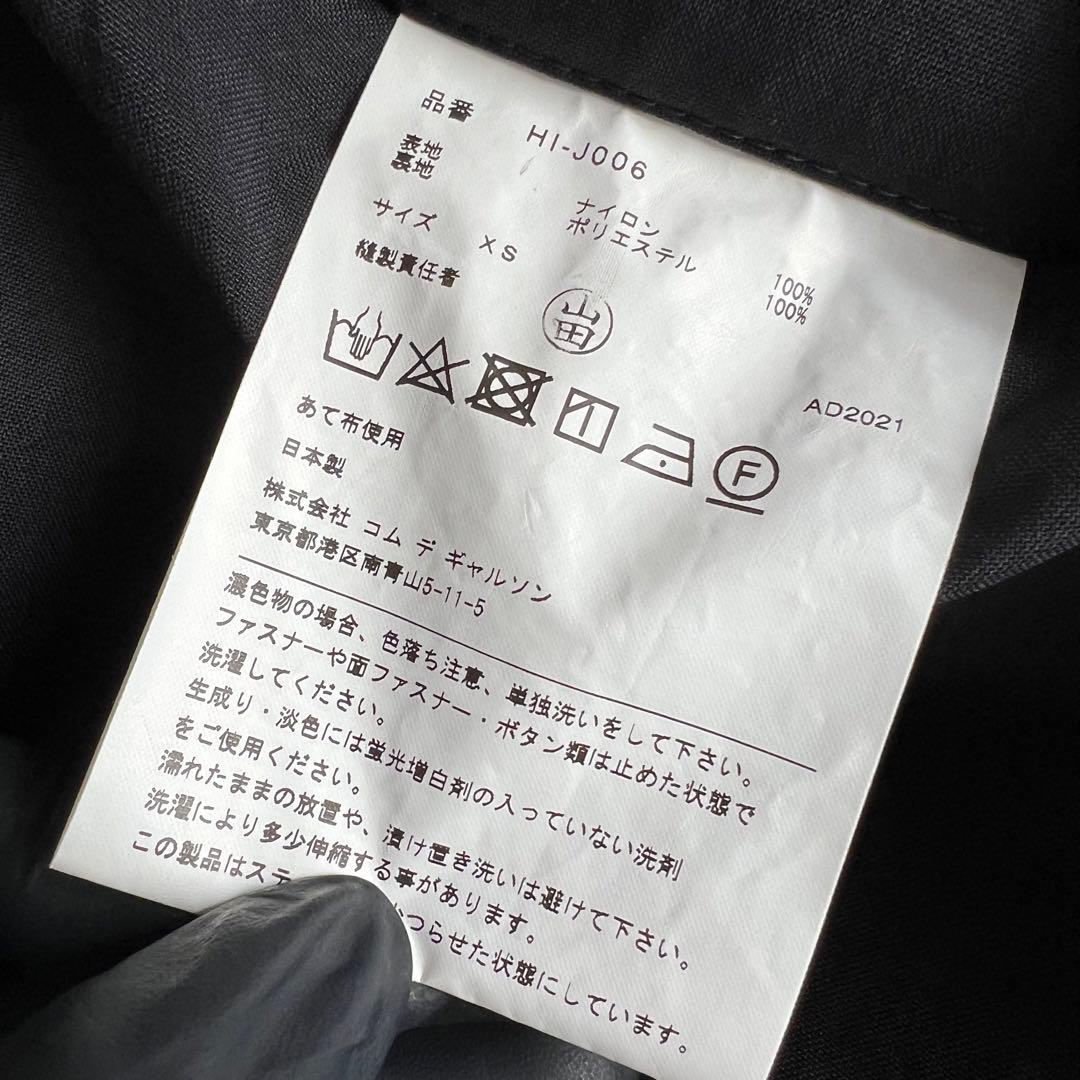 品番 HI-J006
表地 ナイロン 100%
裏地 ポリエステル 100%
サイズ XS
縫製責任者 山田
AD2021
F
あて布使用
日本製
株式会社 コム デ ギャルソン
東京都港区南青山5-11-5
濃色物の場合、色落ち注意、単独洗いをして下さい。
ファスナーや面ファスナー・ボタン類は止めた状態で
洗濯してください。
生成り・淡色には蛍光増白剤の入っていない洗剤
をご使用ください。
濡れたままの放置や、漬け置き洗いは避けて下さい。
洗濯により多少伸縮する事があります。
この製品はステ つらせた状態にしています。